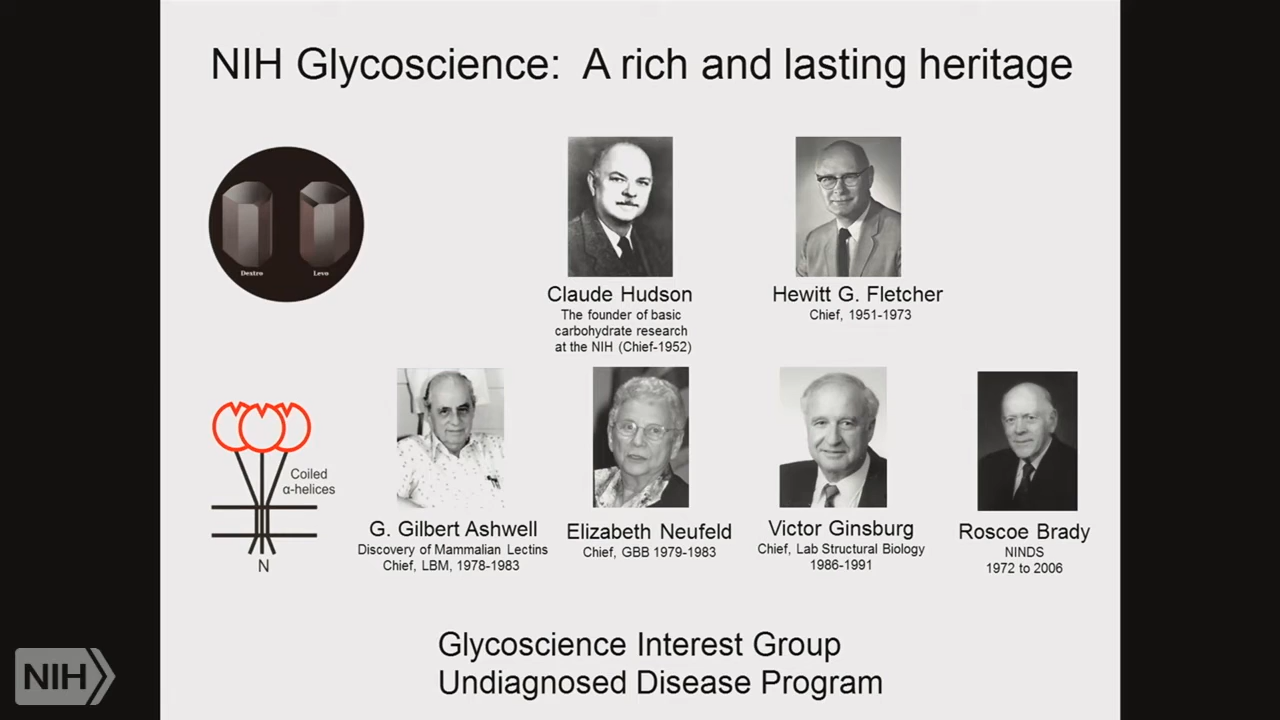 NIH Glycoscience: A rich and lasting heritage
Dextro
Levo
Claude Hudson
The founder of basic
carbohydrate research
at the NIH (Chief-1952)
Hewitt G. Fletcher
Chief, 1951-1973
Coiled
α-helices
N
G. Gilbert Ashwell
Discovery of Mammalian Lectins
Chief, LBM, 1978-1983
Elizabeth Neufeld
Chief, GBB 1979-1983
Victor Ginsburg
Chief, Lab Structural Biology
1986-1991
Roscoe Brady
NINDS
1972 to 2006
Glycoscience Interest Group
Undiagnosed Disease Program
NIH